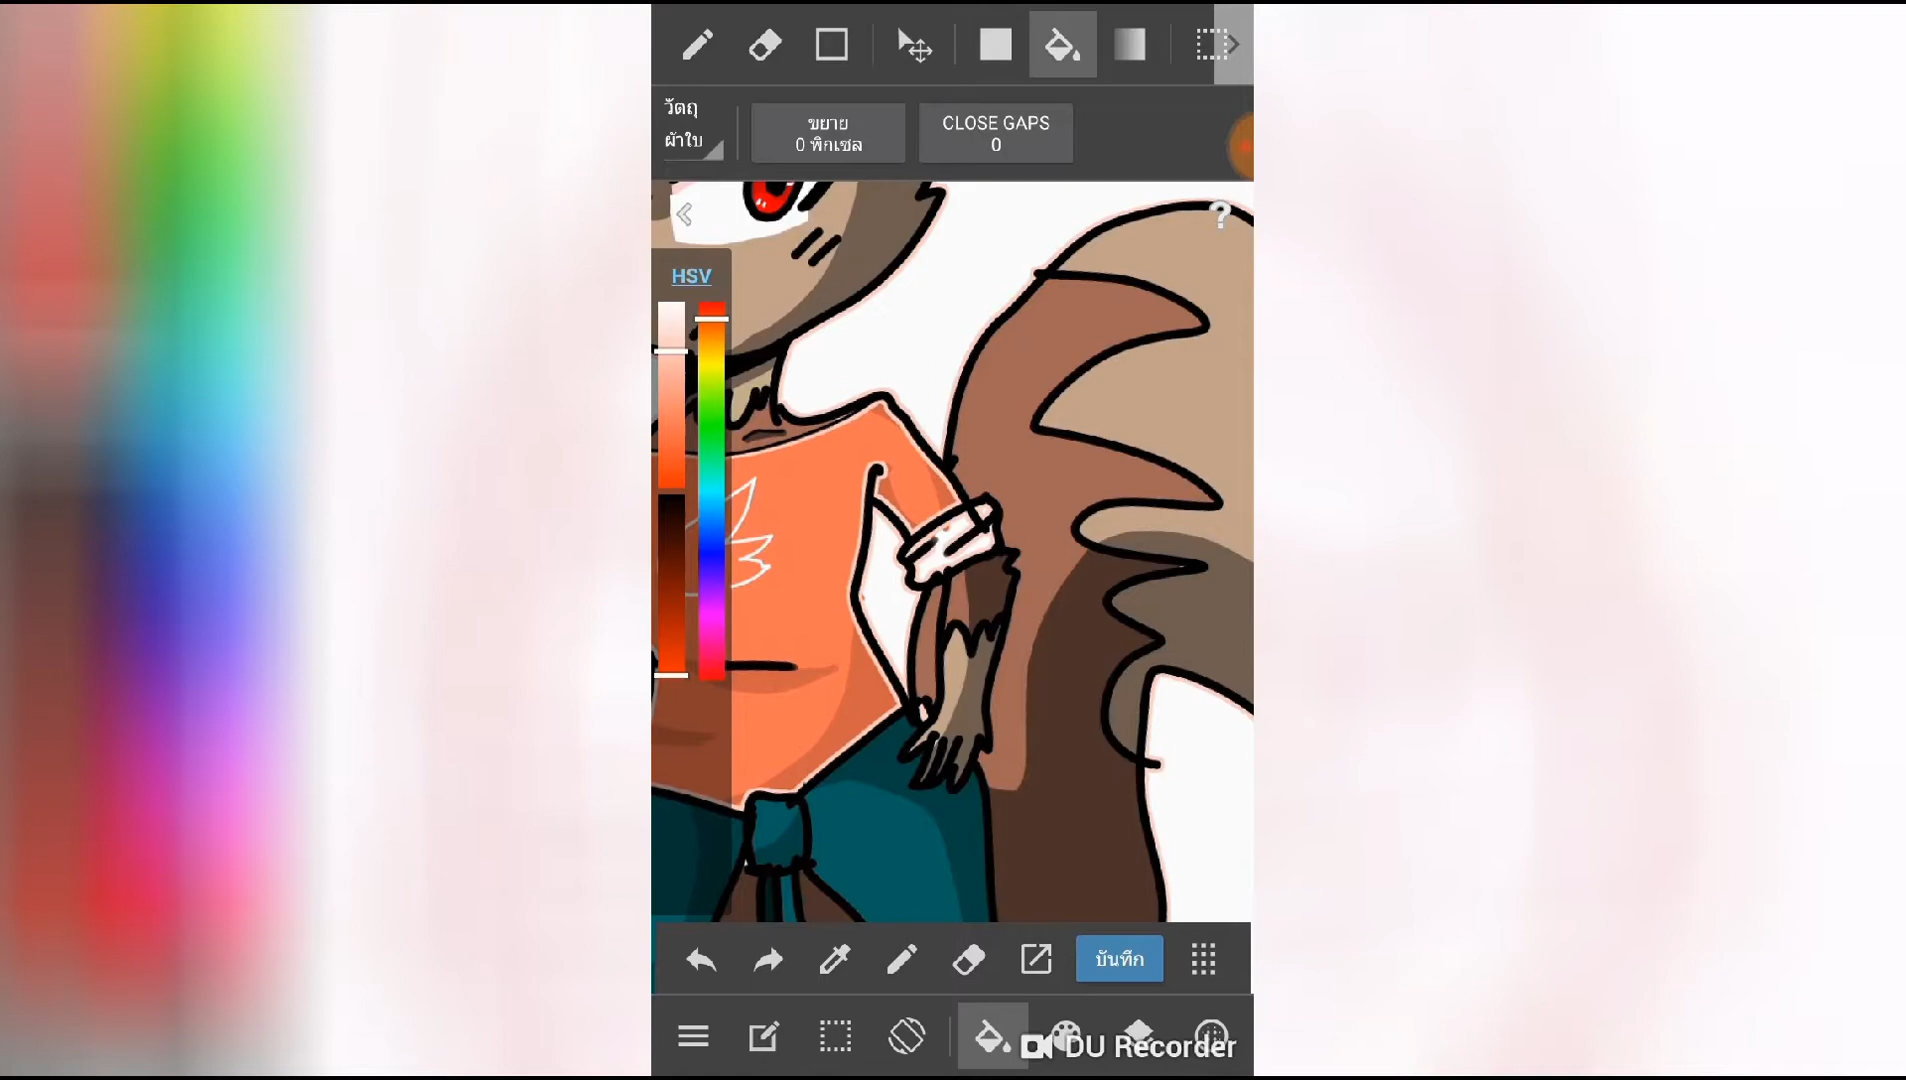 วัตถุ
ผ้าใบ
ขยาย
0 พิกเซล
CLOSE GAPS
0
?
HSV
บันทึก
DU Recorder